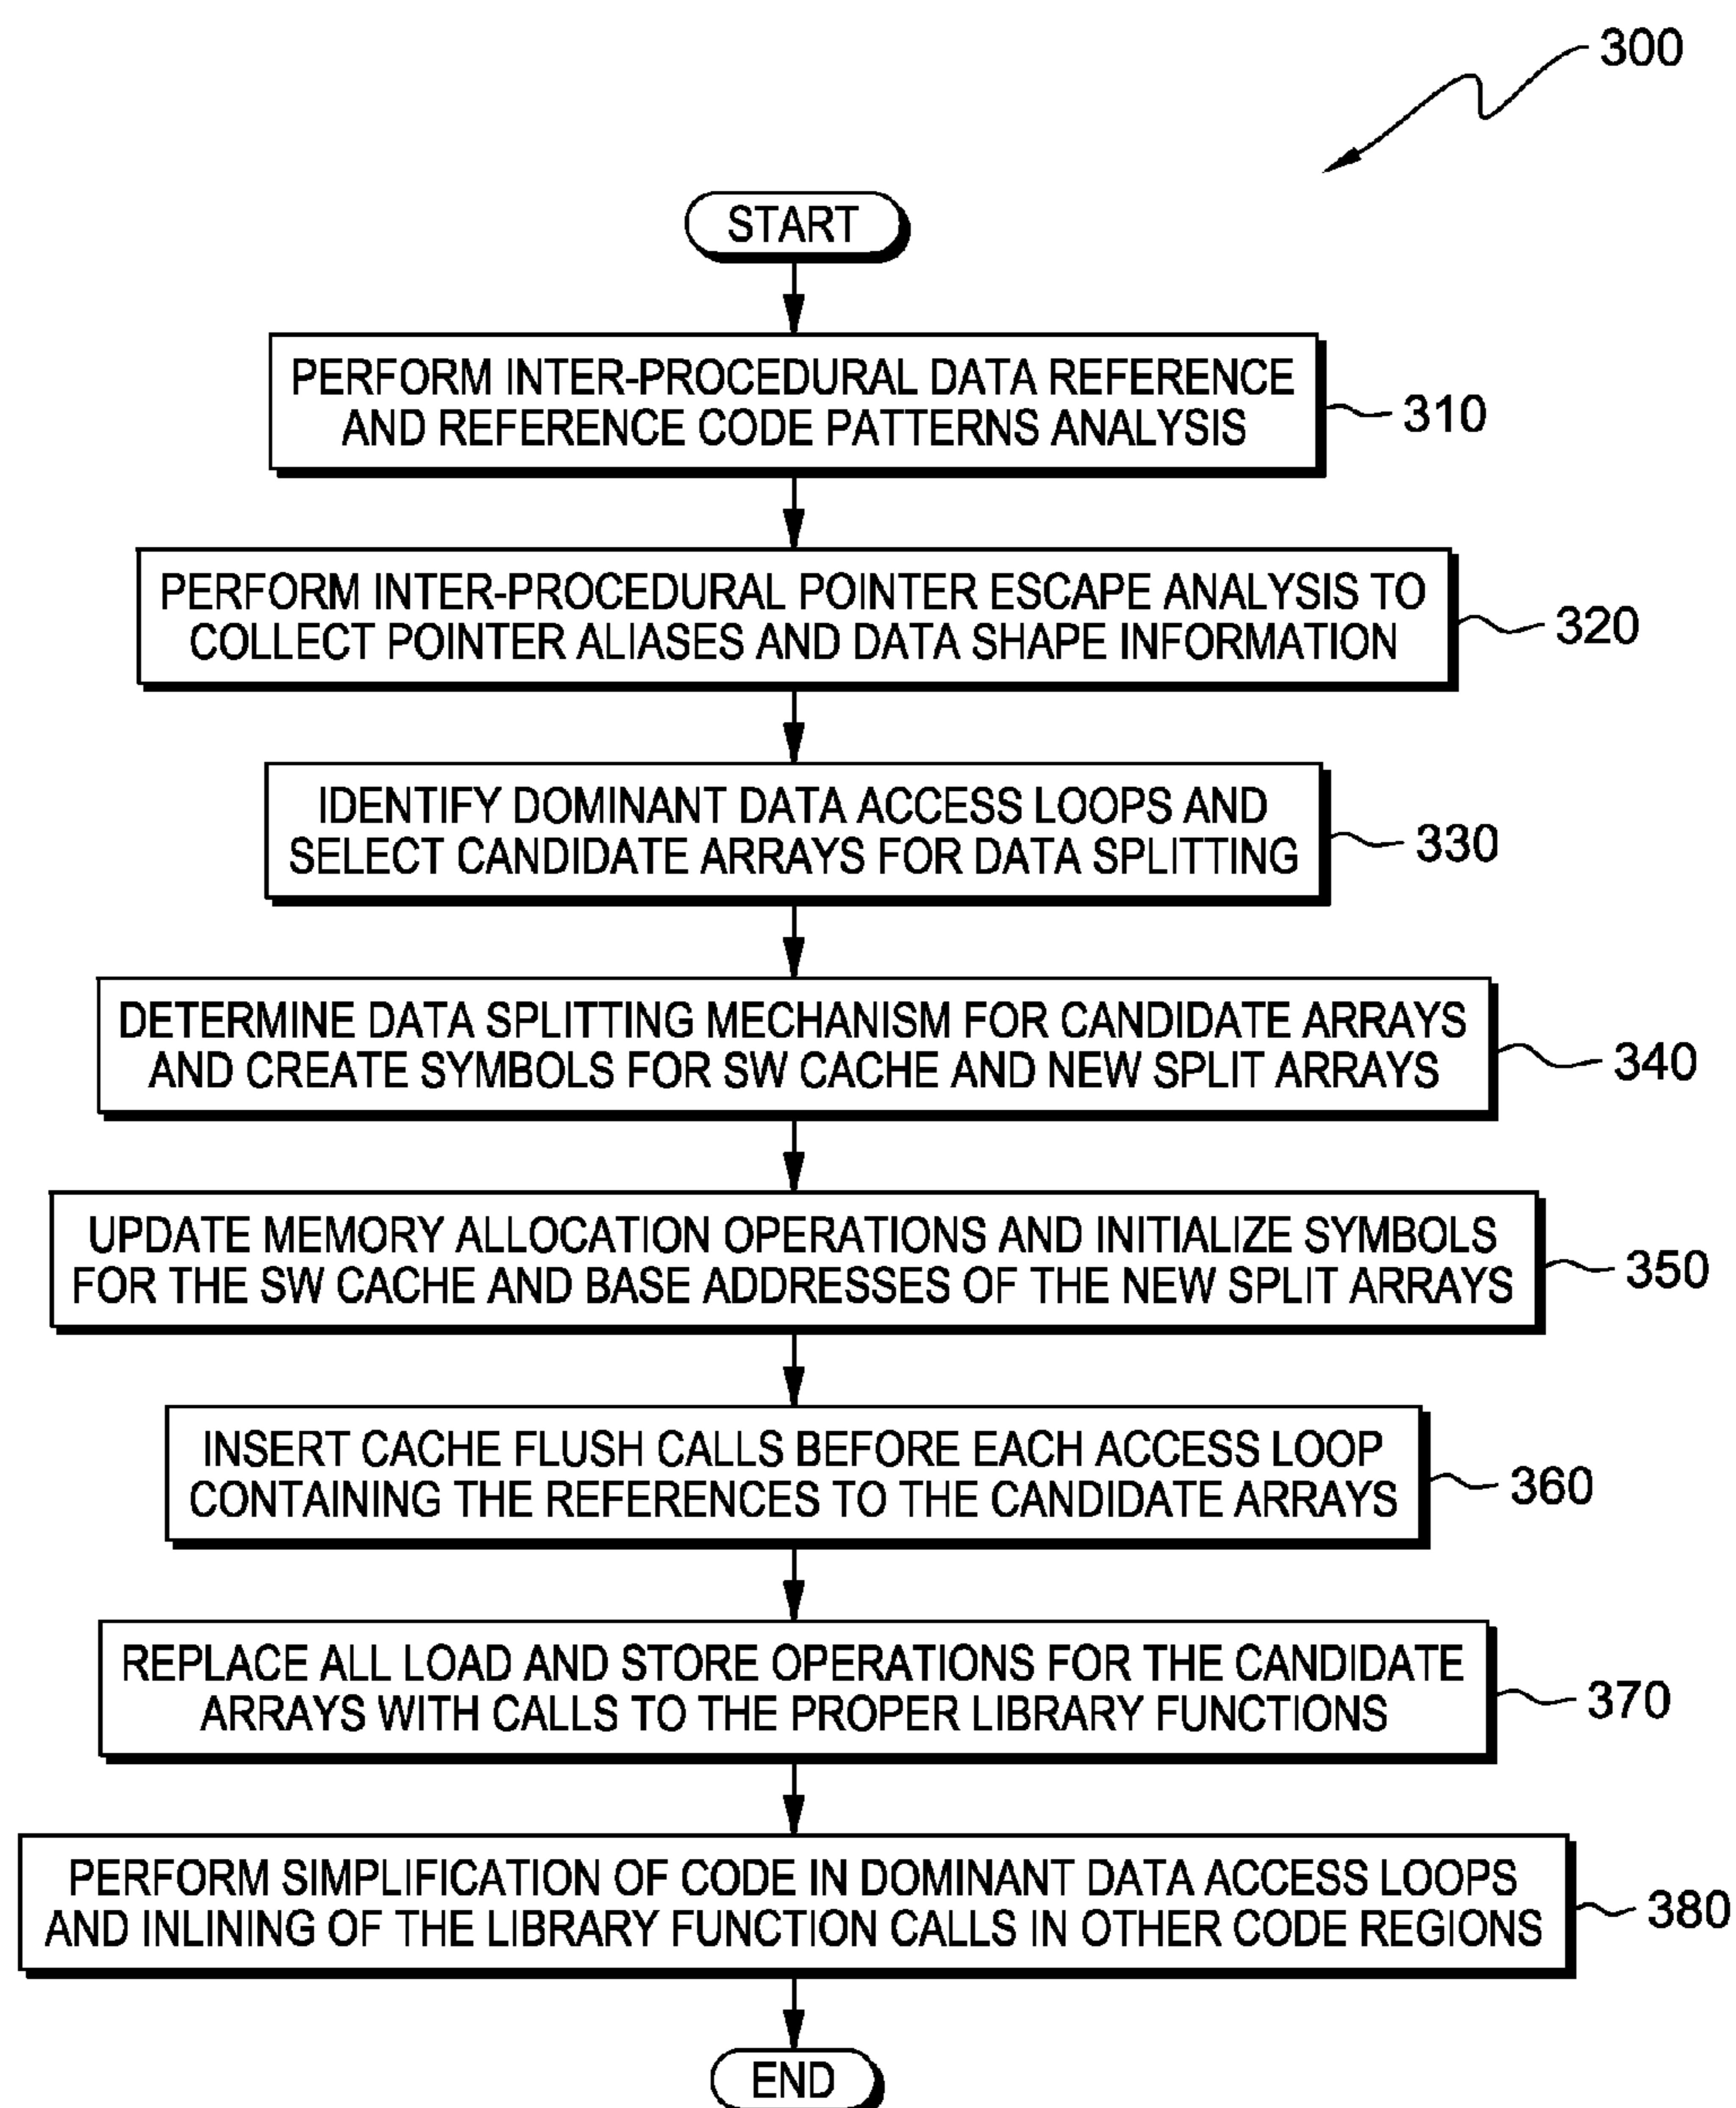 300
START
PERFORM INTER-PROCEDURAL DATA REFERENCE
AND REFERENCE CODE PATTERNS ANALYSIS
310
PERFORM INTER-PROCEDURAL POINTER ESCAPE ANALYSIS TO
COLLECT POINTER ALIASES AND DATA SHAPE INFORMATION
320
IDENTIFY DOMINANT DATA ACCESS LOOPS AND
SELECT CANDIDATE ARRAYS FOR DATA SPLITTING
330
DETERMINE DATA SPLITTING MECHANISM FOR CANDIDATE ARRAYS
AND CREATE SYMBOLS FOR SW CACHE AND NEW SPLIT ARRAYS
340
UPDATE MEMORY ALLOCATION OPERATIONS AND INITIALIZE SYMBOLS
FOR THE SW CACHE AND BASE ADDRESSES OF THE NEW SPLIT ARRAYS
350
INSERT CACHE FLUSH CALLS BEFORE EACH ACCESS LOOP
CONTAINING THE REFERENCES TO THE CANDIDATE ARRAYS
360
REPLACE ALL LOAD AND STORE OPERATIONS FOR THE CANDIDATE
ARRAYS WITH CALLS TO THE PROPER LIBRARY FUNCTIONS
370
PERFORM SIMPLIFICATION OF CODE IN DOMINANT DATA ACCESS LOOPS
AND INLINING OF THE LIBRARY FUNCTION CALLS IN OTHER CODE REGIONS
380
END